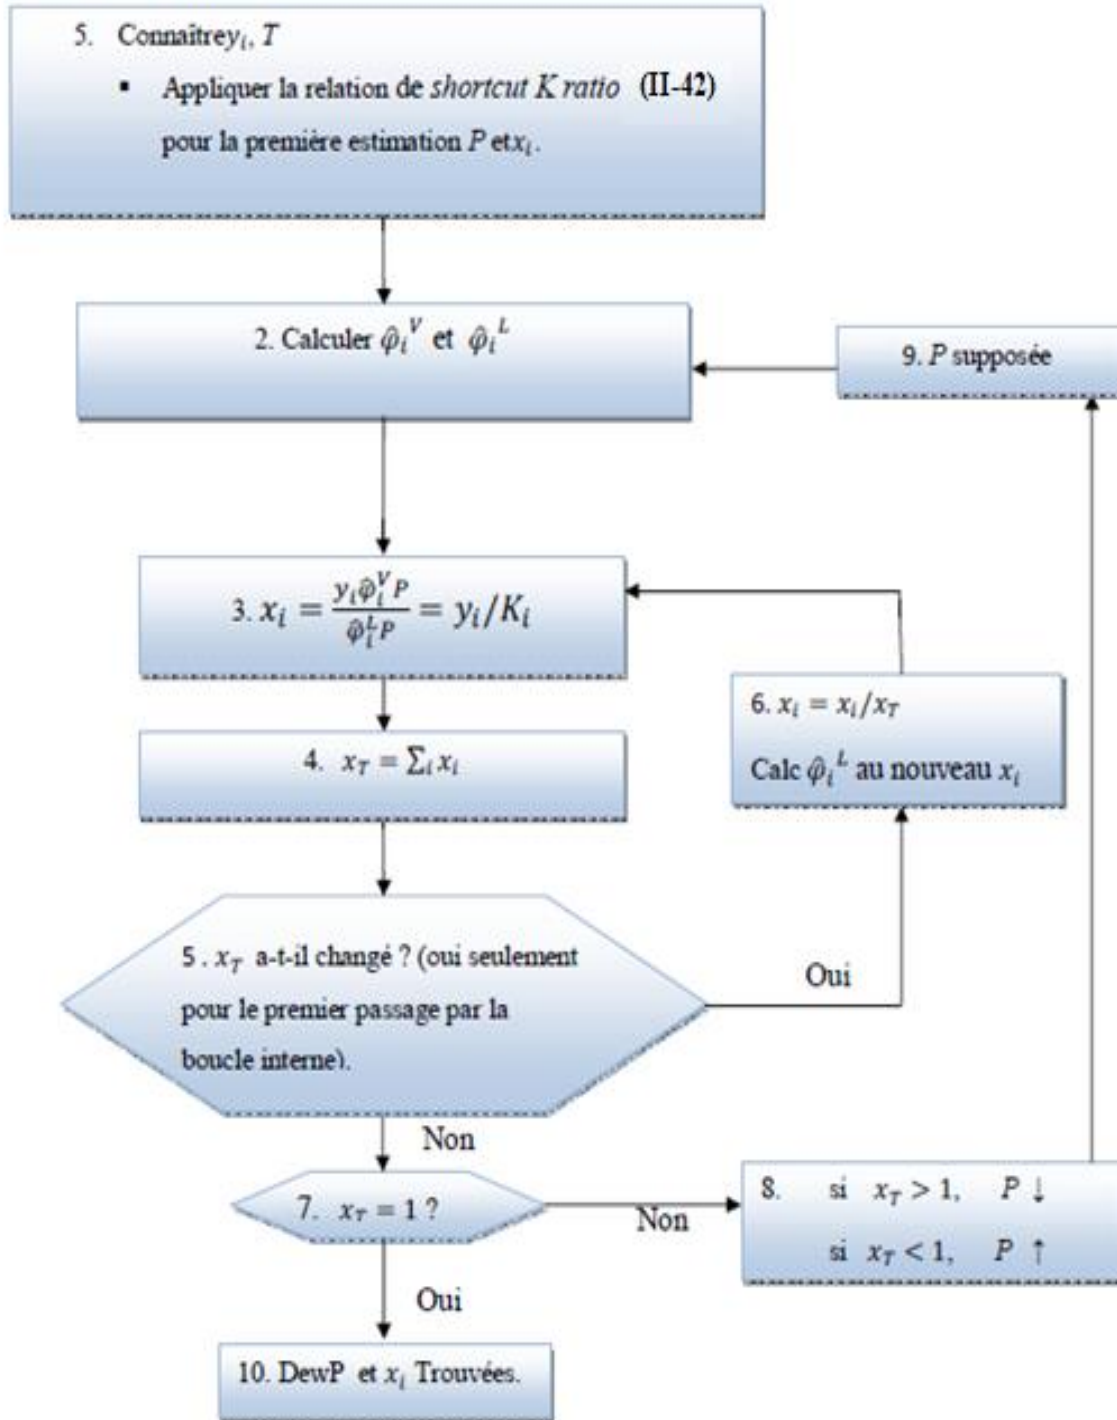 5. Connaîtrey_i, T
▪ Appliquer la relation de shortcut K ratio (II-42)
pour la première estimation P etx_i.
2. Calculer φ̂_i^V et φ̂_i^L
9. P supposée
3. x_i = y_i φ̂_i^V P / φ̂_i^L P = y_i/K_i
6. x_i = x_i/x_T
Calc φ̂_i^L au nouveau x_i
4. x_T = ∑_i x_i
5 . x_T a-t-il changé ? (oui seulement
pour le premier passage par la
boucle interne).
Oui
Non
7. x_T = 1 ?
Non
8. si x_T > 1, P ↓
si x_T < 1, P ↑
Oui
10. DewP et x_i Trouvées.